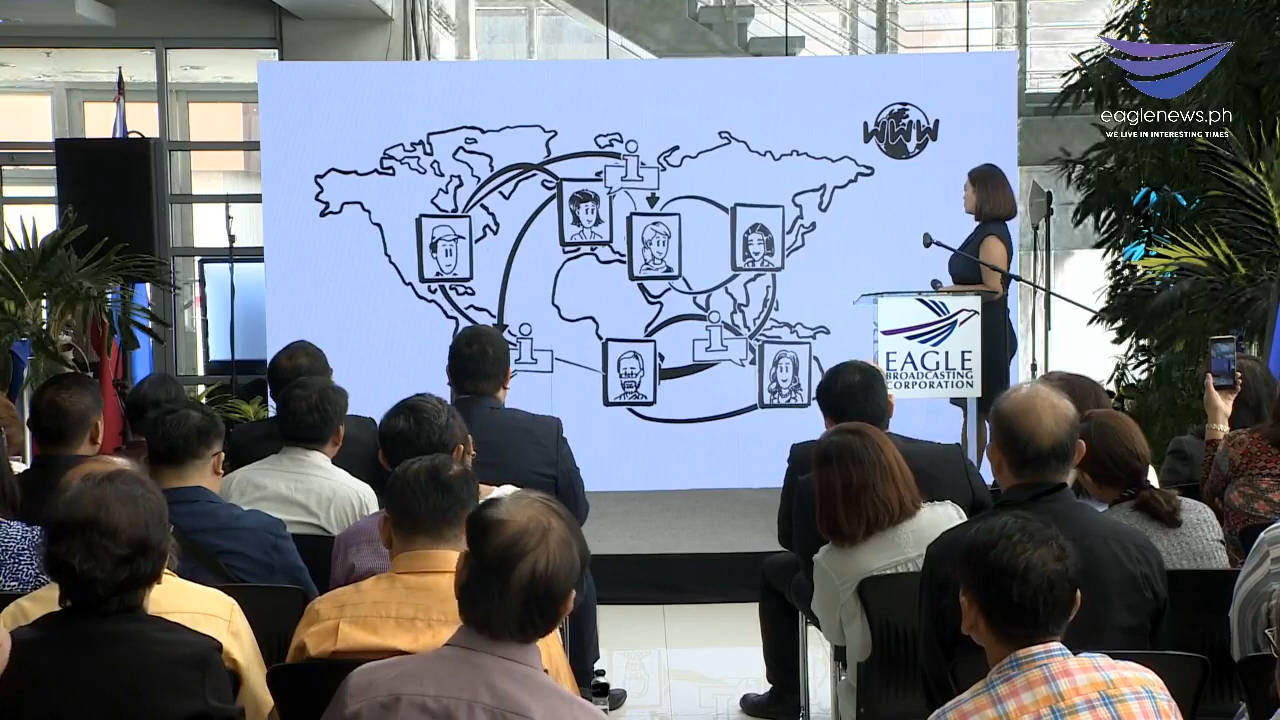 WWW
eaglenews.ph
WE LIVE IN INTERESTING TIMES
i
i
i
EAGLE
BROADCASTING
CORPORATION